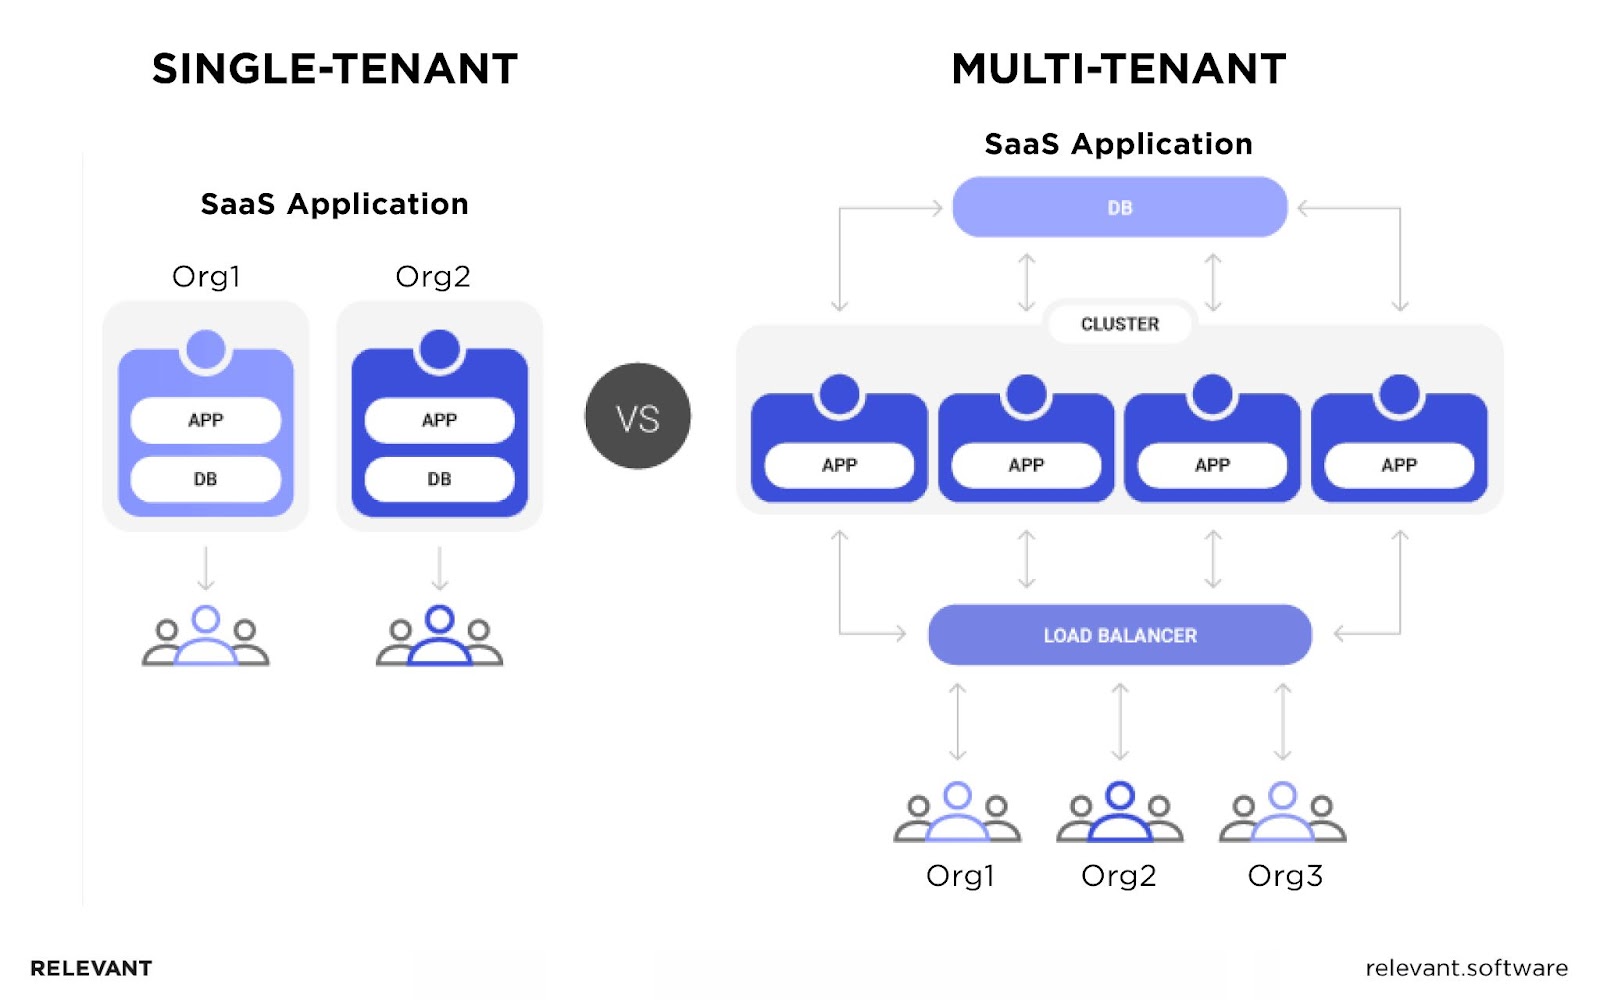 SINGLE-TENANT
SaaS Application
Org1
Org2
APP
DB
APP
DB
VS
MULTI-TENANT
SaaS Application
DB
CLUSTER
APP
APP
APP
APP
LOAD BALANCER
Org1
Org2
Org3
RELEVANT
relevant.software